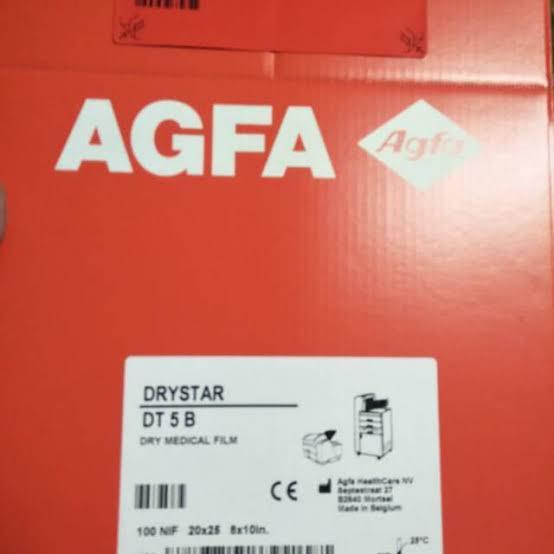 AGFA
Agfa
DRYSTAR
DT 5 B
DRY MEDICAL FILM
CE
Agfa HealthCare NV
Septestraat 27
B2640 Mortsel
Made in Belgium
100 NIF 20x25 8x10in.
25°C